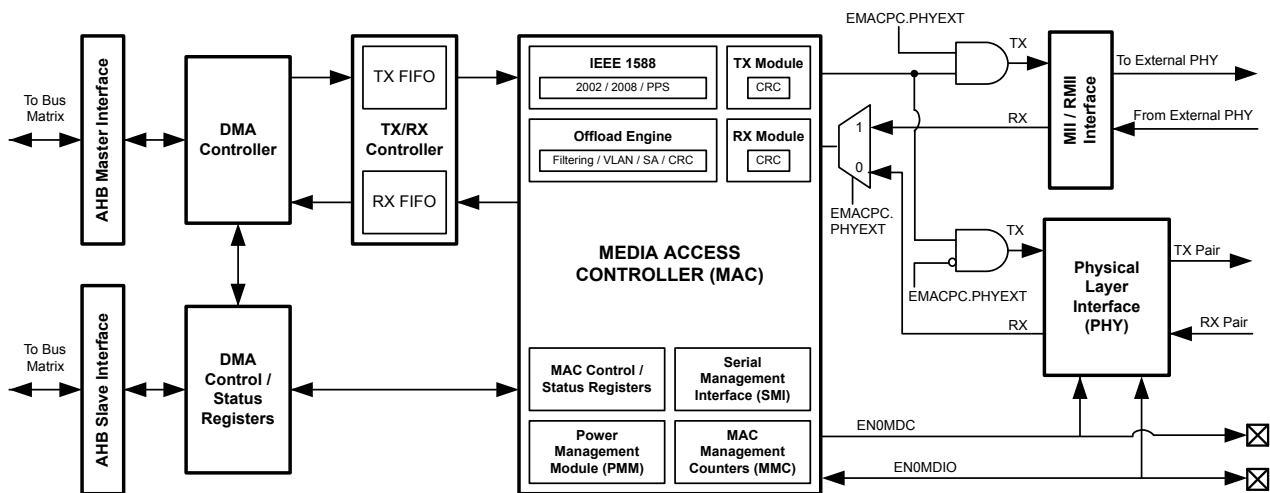 To Bus
Matrix
AHB Master Interface
DMA
Controller
TX FIFO
TX/RX
Controller
RX FIFO
IEEE 1588
2002 / 2008 / PPS
TX Module
CRC
Offload Engine
Filtering / VLAN / SA / CRC
RX Module
CRC
MEDIA ACCESS
CONTROLLER (MAC)
MAC Control /
Status Registers
Serial
Management
Interface (SMI)
Power
Management
Module (PMM)
MAC
Management
Counters (MMC)
To Bus
Matrix
AHB Slave Interface
DMA
Control /
Status
Registers
EMACPC.PHYEXT
TX
MII / RMII
Interface
To External PHY
From External PHY
RX
1
0
EMACPC.
PHYEXT
TX
EMACPC.PHYEXT
RX
Physical
Layer
Interface
(PHY)
TX Pair
RX Pair
EN0MDC
EN0MDIO